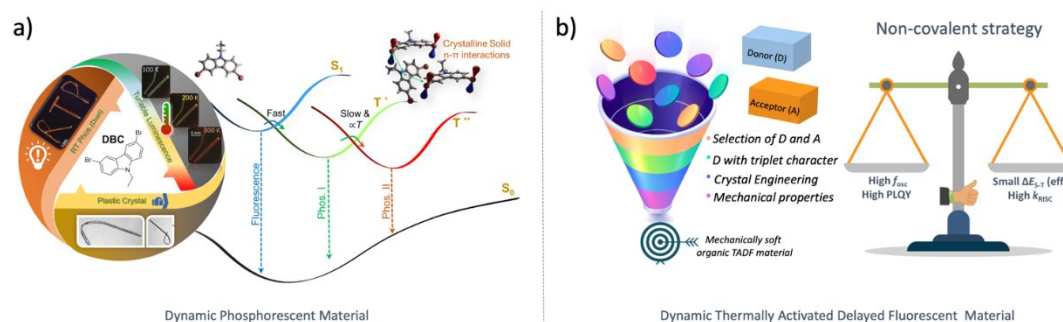 a)
RTP
RT Phos.(Dual)
Tunable Luminescence
100 K
200 K
300 K
DBC
Br
Br
N
Plastic Crystal
Crystalline Solid
n-π interactions
S1
T'
T''
S0
Fast
Slow &
∝T
Fluorescence
Phos. I
Phos. II
Dynamic Phosphorescent Material
b)
Donor (D)
Acceptor (A)
Selection of D and A
D with triplet character
Crystal Engineering
Mechanical properties
Mechanically soft
organic TADF material
Non-covalent strategy
High fosc
High PLQY
Small ΔES-T (eff
High kRISC
Dynamic Thermally Activated Delayed Fluorescent Material